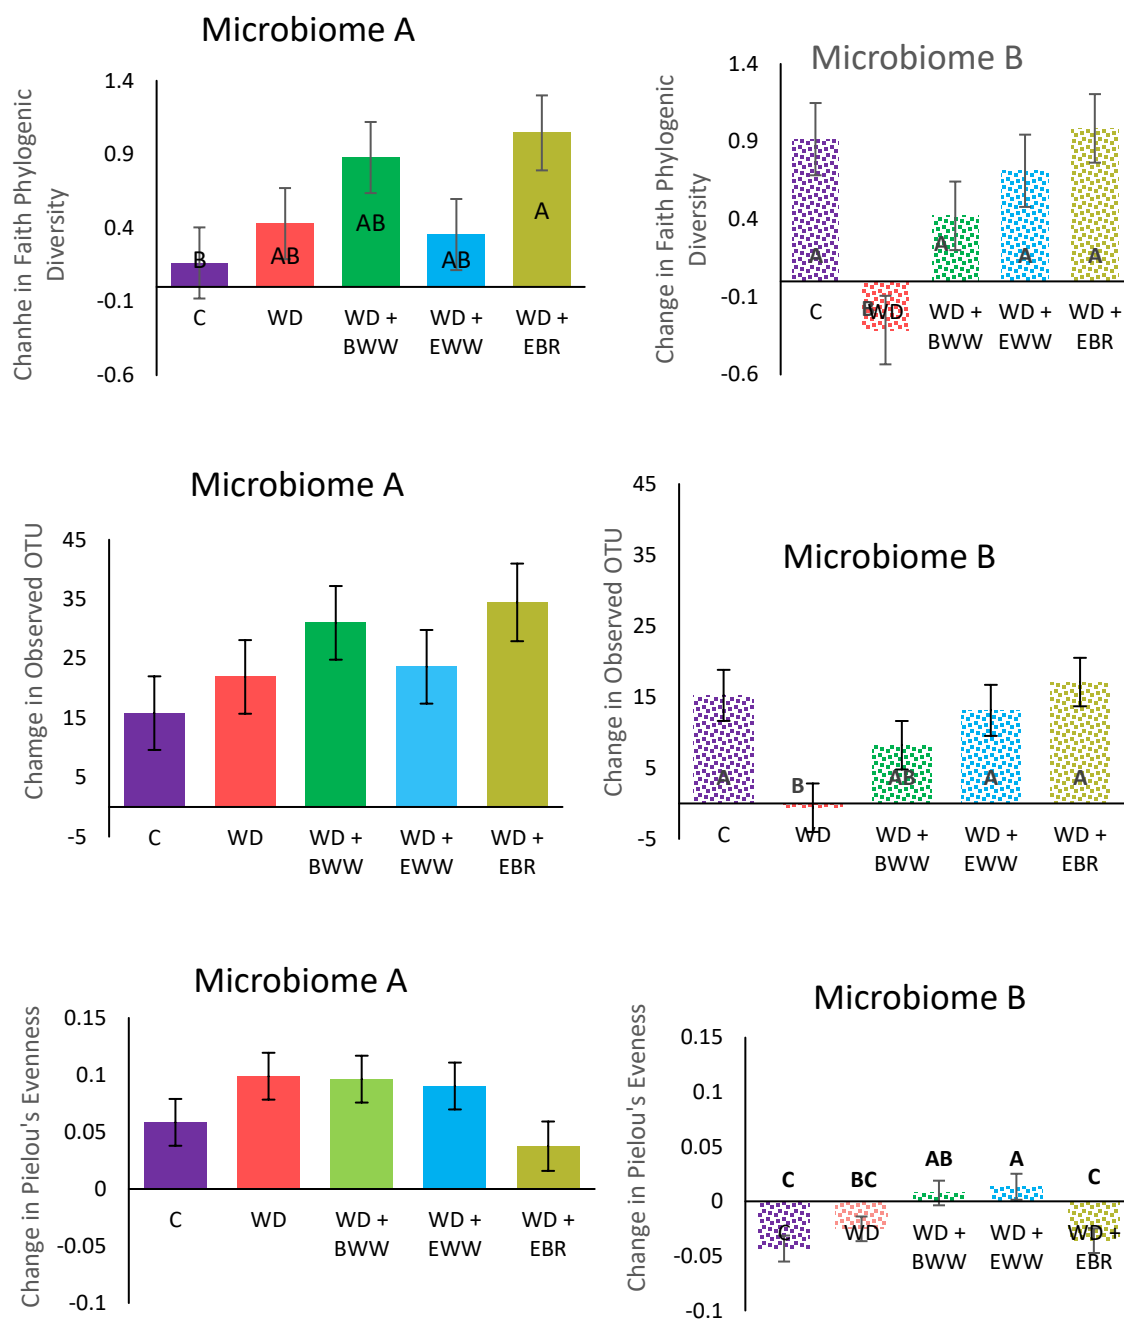 Microbiome A
Chanhe in Faith Phylogenic
Diversity
1.4
0.9
0.4
-0.1
-0.6
B
AB
AB
AB
A
C
WD
WD +
BWW
WD +
EWW
WD +
EBR
Microbiome B
Change in Faith Phylogenic
Diversity
1.4
0.9
0.4
-0.1
-0.6
A
B
A
A
A
C
WD
WD +
BWW
WD +
EWW
WD +
EBR
Microbiome A
Chamge in Observed OTU
45
35
25
15
5
-5
C
WD
WD +
BWW
WD +
EWW
WD +
EBR
Microbiome B
Change in Observed OTU
45
35
25
15
5
-5
A
B
AB
A
A
C
WD
WD +
BWW
WD +
EWW
WD +
EBR
Microbiome A
Change in Pielou's Evenness
0.15
0.1
0.05
0
-0.05
-0.1
C
WD
WD +
BWW
WD +
EWW
WD +
EBR
Microbiome B
Change in Pielou's Eveness
0.15
0.1
0.05
0
-0.05
-0.1
C
BC
AB
A
C
C
WD
WD +
BWW
WD +
EWW
WD +
EBR